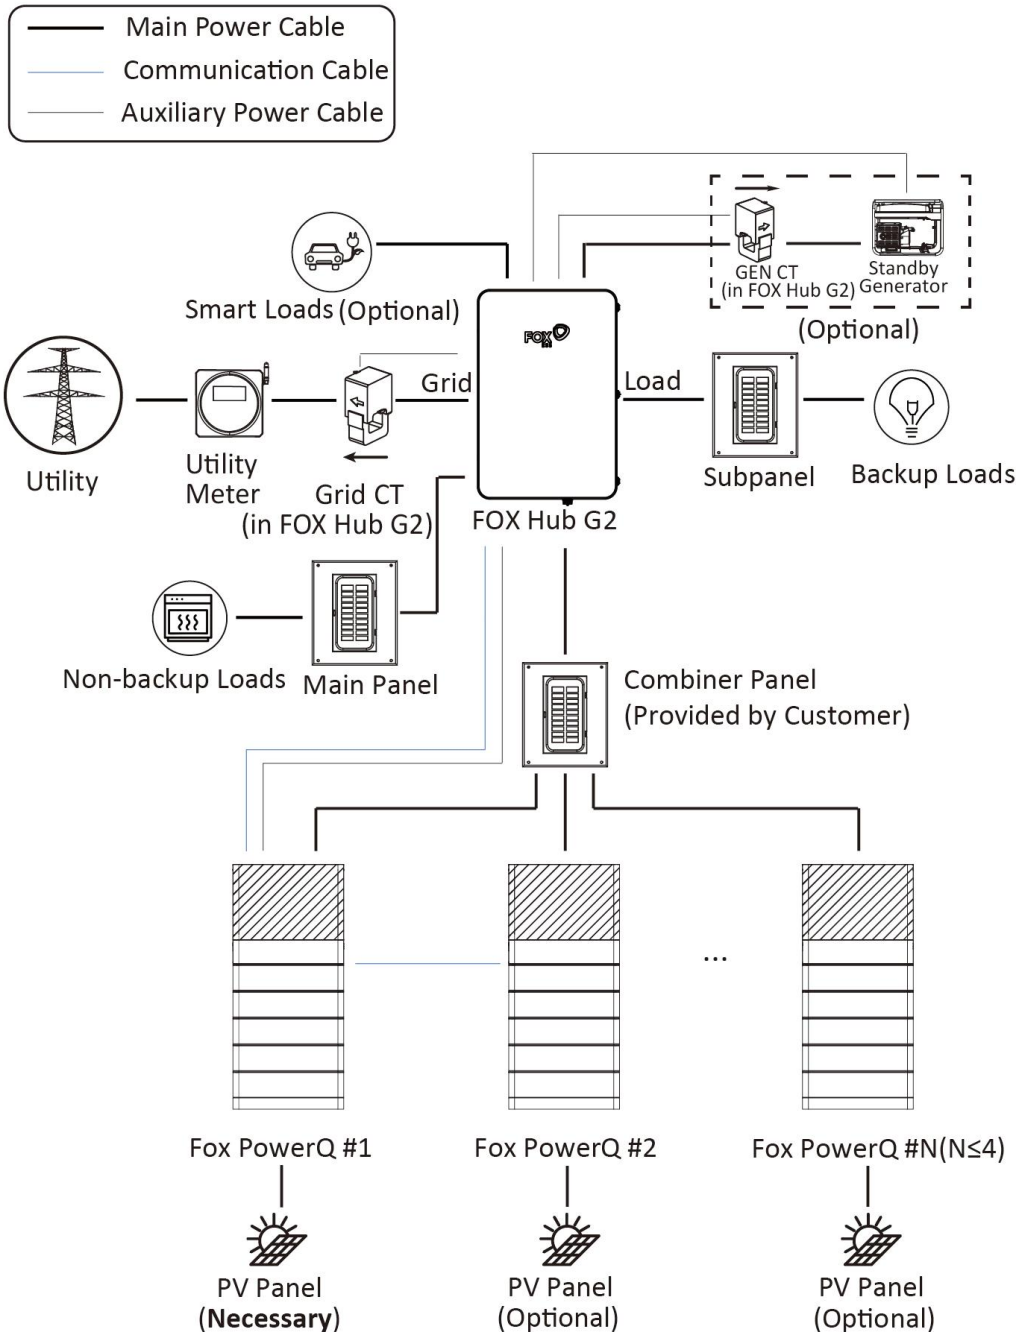 Main Power Cable
Communication Cable
Auxiliary Power Cable
GEN CT
(in FOX Hub G2)
Standby
Generator
(Optional)
Smart Loads (Optional)
FOX
Grid
Load
Utility
Utility
Meter
Grid CT
(in FOX Hub G2)
FOX Hub G2
Subpanel
Backup Loads
Non-backup Loads
Main Panel
Combiner Panel
(Provided by Customer)
...
Fox PowerQ #1
Fox PowerQ #2
Fox PowerQ #N(N≤4)
PV Panel
(Necessary)
PV Panel
(Optional)
PV Panel
(Optional)